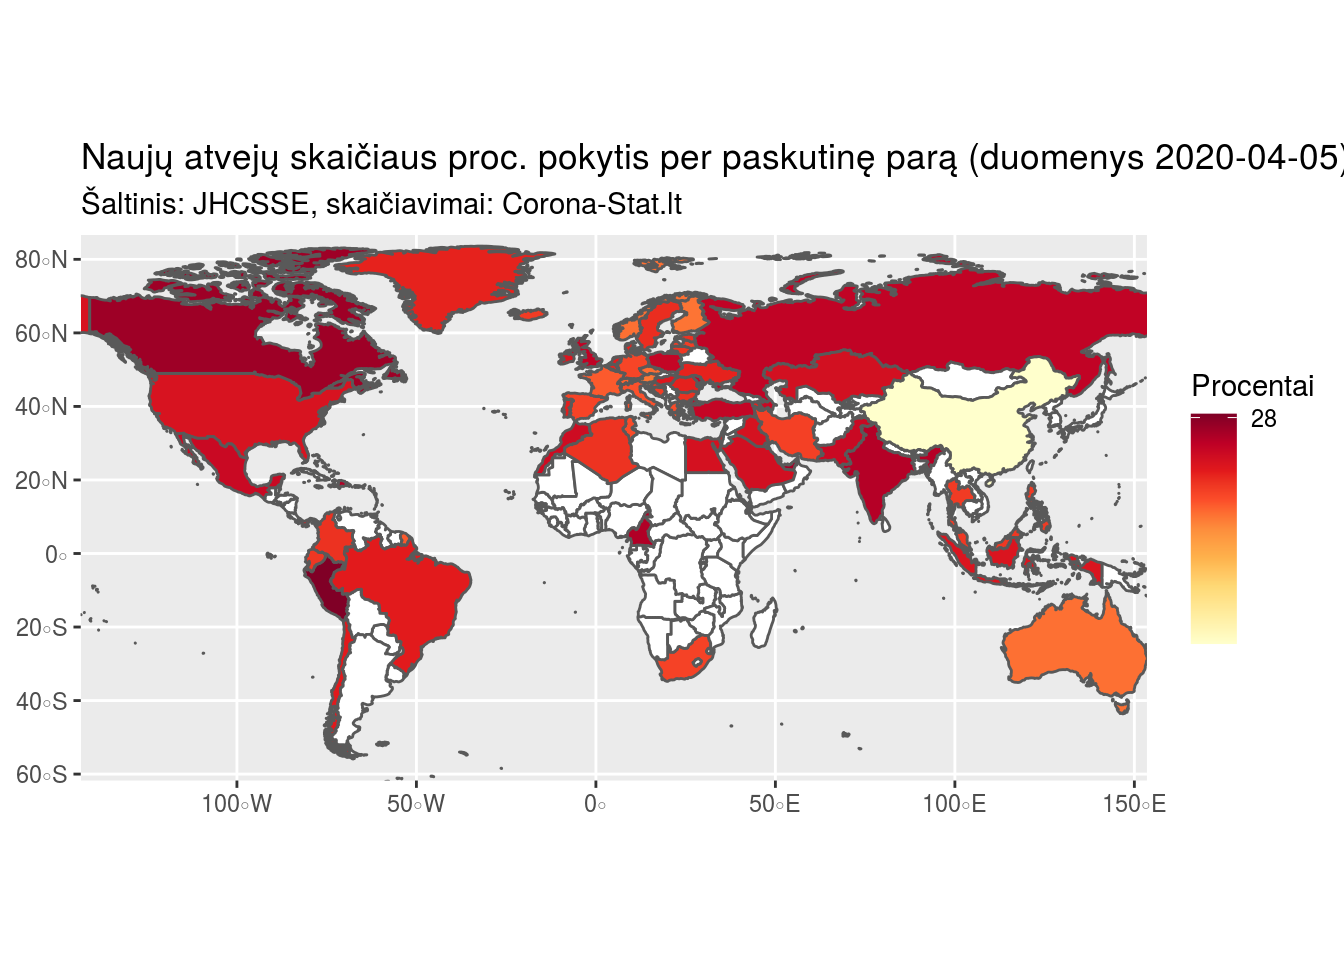 Naujų atvejų skaičiaus proc. pokytis per paskutinę parą (duomenys 2020-04-05)
Šaltinis: JHCSSE, skaičiavimai: Corona-Stat.lt
80°N
60°N
40°N
20°N
0°
20°S
40°S
60°S
100°W
50°W
0°
50°E
100°E
150°E
Procentai
28